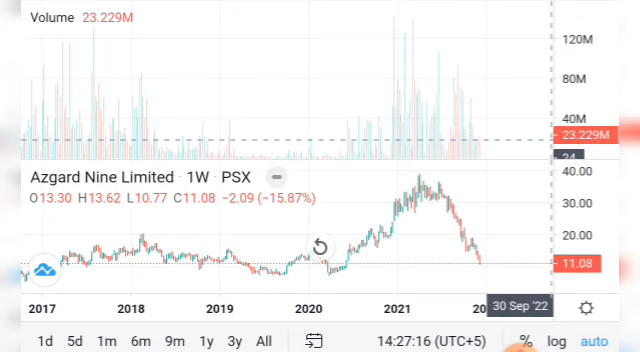 Volume 23.229M
120M
80M
40M
23.229M
24
Azgard Nine Limited · 1W · PSX
O13.30 H13.62 L10.77 C11.08 −2.09 (−15.87%)
40.00
30.00
20.00
11.08
2017 2018 2019 2020 2021 20 30 Sep '22
1d 5d 1m 6m 9m 1y 3y All 14:27:16 (UTC+5) % log auto